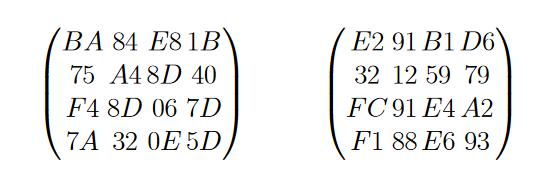 BA 84 E8 1B E2 91 B1 D6
75 A4 8D 40 32 12 59 79
F4 8D 06 7D FC 91 E4 A2
7A 32 0E 5D F1 88 E6 93